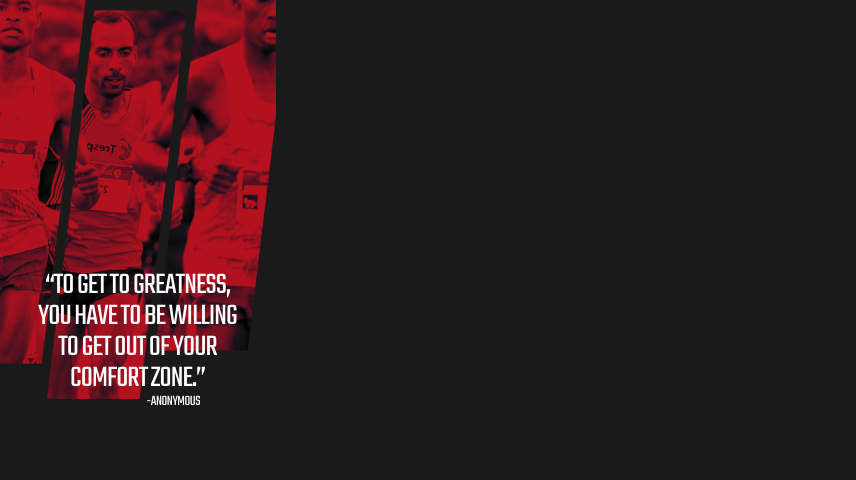 “TO GET TO GREATNESS,
YOU HAVE TO BE WILLING
TO GET OUT OF YOUR
COMFORT ZONE.”
-ANONYMOUS